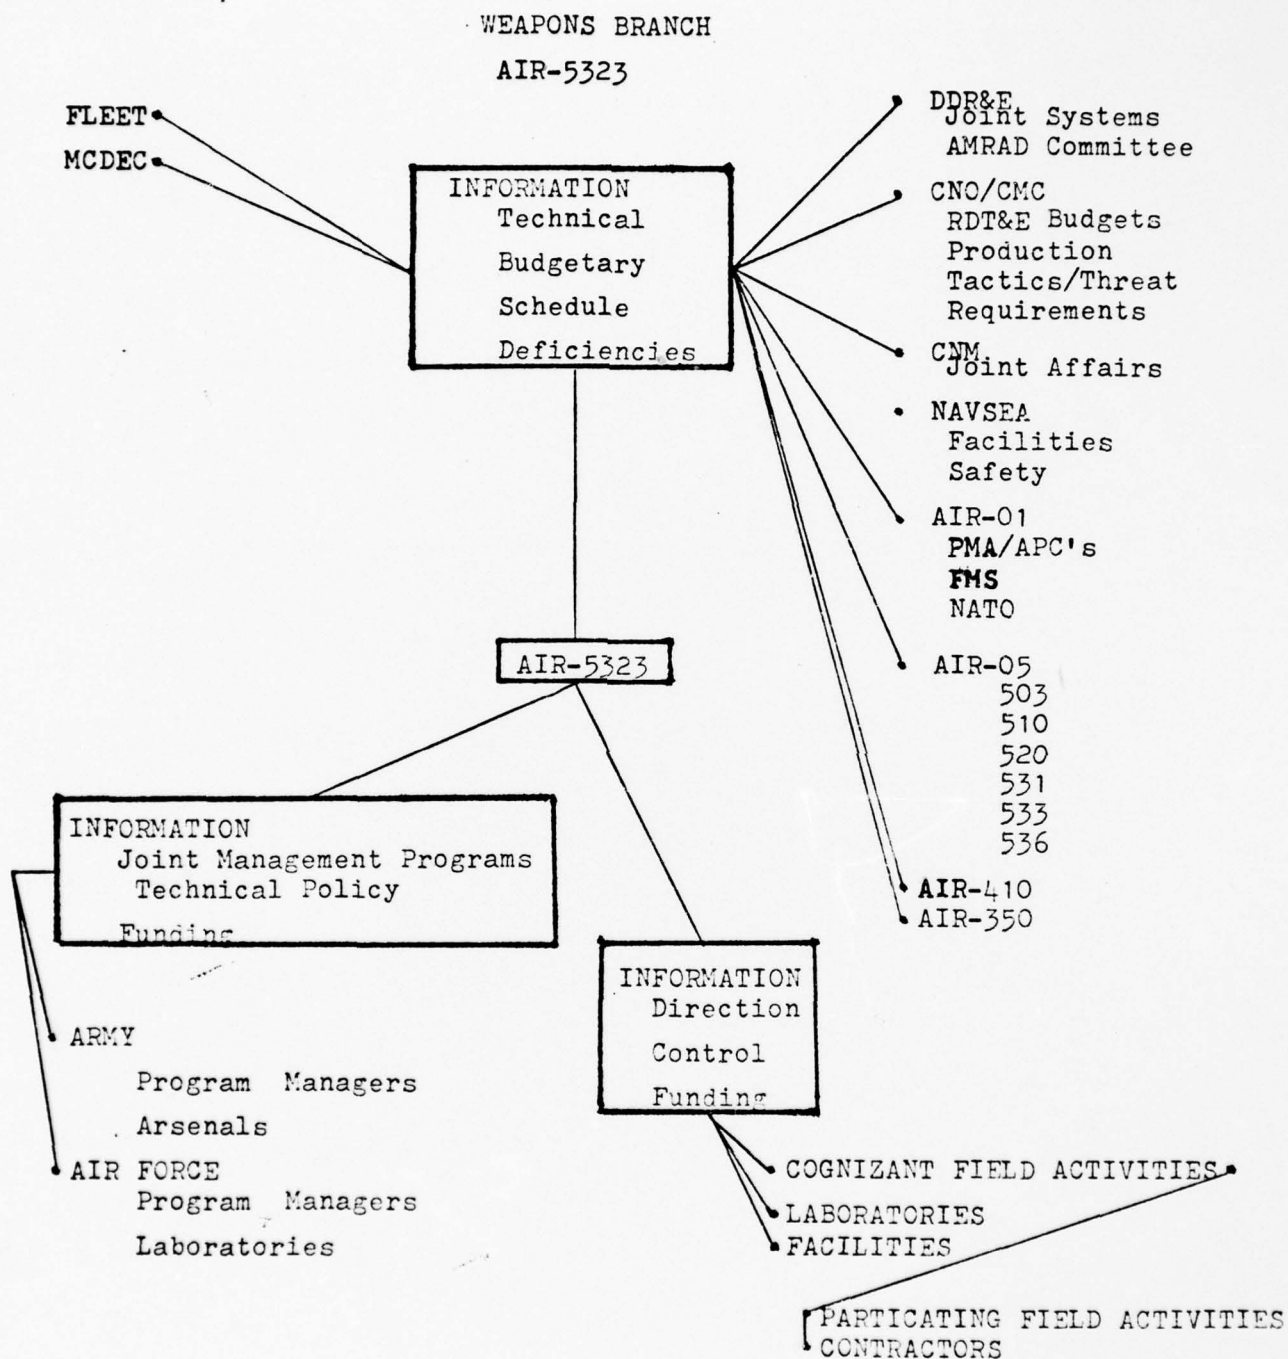 WEAPONS BRANCH
AIR-5323
FLEET
MCDEC
INFORMATION
Technical
Budgetary
Schedule
Deficiencies
DDR&E
Joint Systems
AMRAD Committee
CNO/CMC
RDT&E Budgets
Production
Tactics/Threat
Requirements
CNM
Joint Affairs
NAVSEA
Facilities
Safety
AIR-01
PMA/APC's
FMS
NATO
AIR-05
503
510
520
531
533
536
AIR-410
AIR-350
AIR-5323
INFORMATION
Joint Management Programs
Technical Policy
Funding
ARMY
Program Managers
Arsenals
AIR FORCE
Program Managers
Laboratories
INFORMATION
Direction
Control
Funding
COGNIZANT FIELD ACTIVITIES
LABORATORIES
FACILITIES
PARTICATING FIELD ACTIVITIES
CONTRACTORS